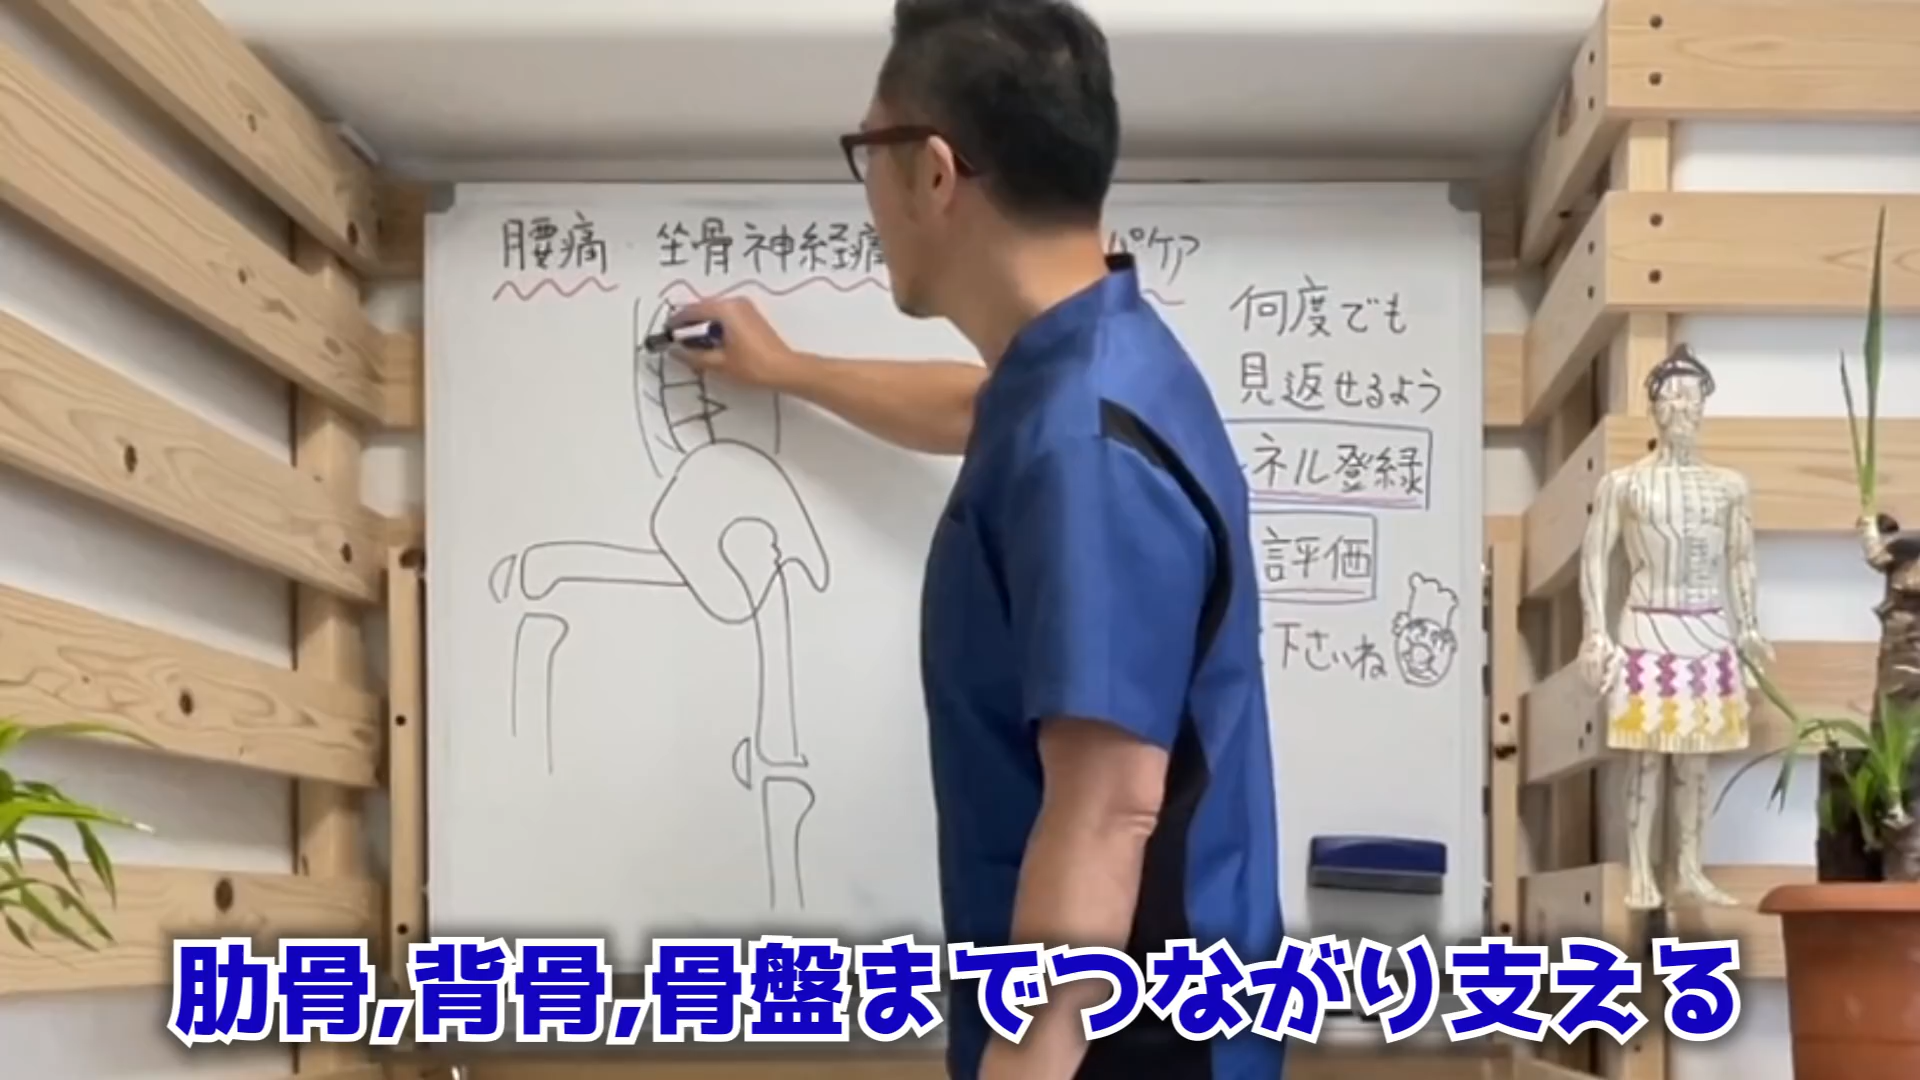 腰痛 坐骨神経痛 パケア
何度でも
見返せるよう
ネル登録
評価
下さいね
肋骨,背骨,骨盤までつながり支える